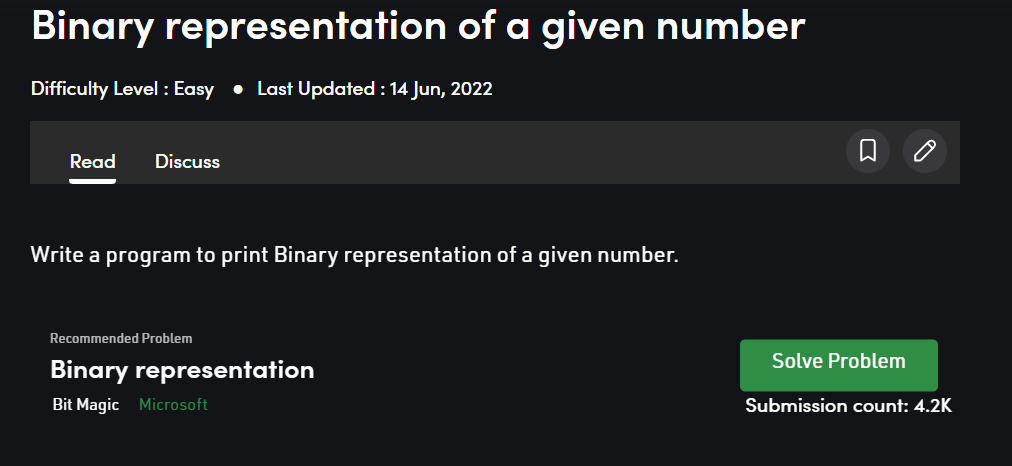 Binary representation of a given number
Difficulty Level : Easy ● Last Updated : 14 Jun, 2022
Read Discuss
Write a program to print Binary representation of a given number.
Recommended Problem
Binary representation
Solve Problem
Bit Magic Microsoft
Submission count: 4.2K